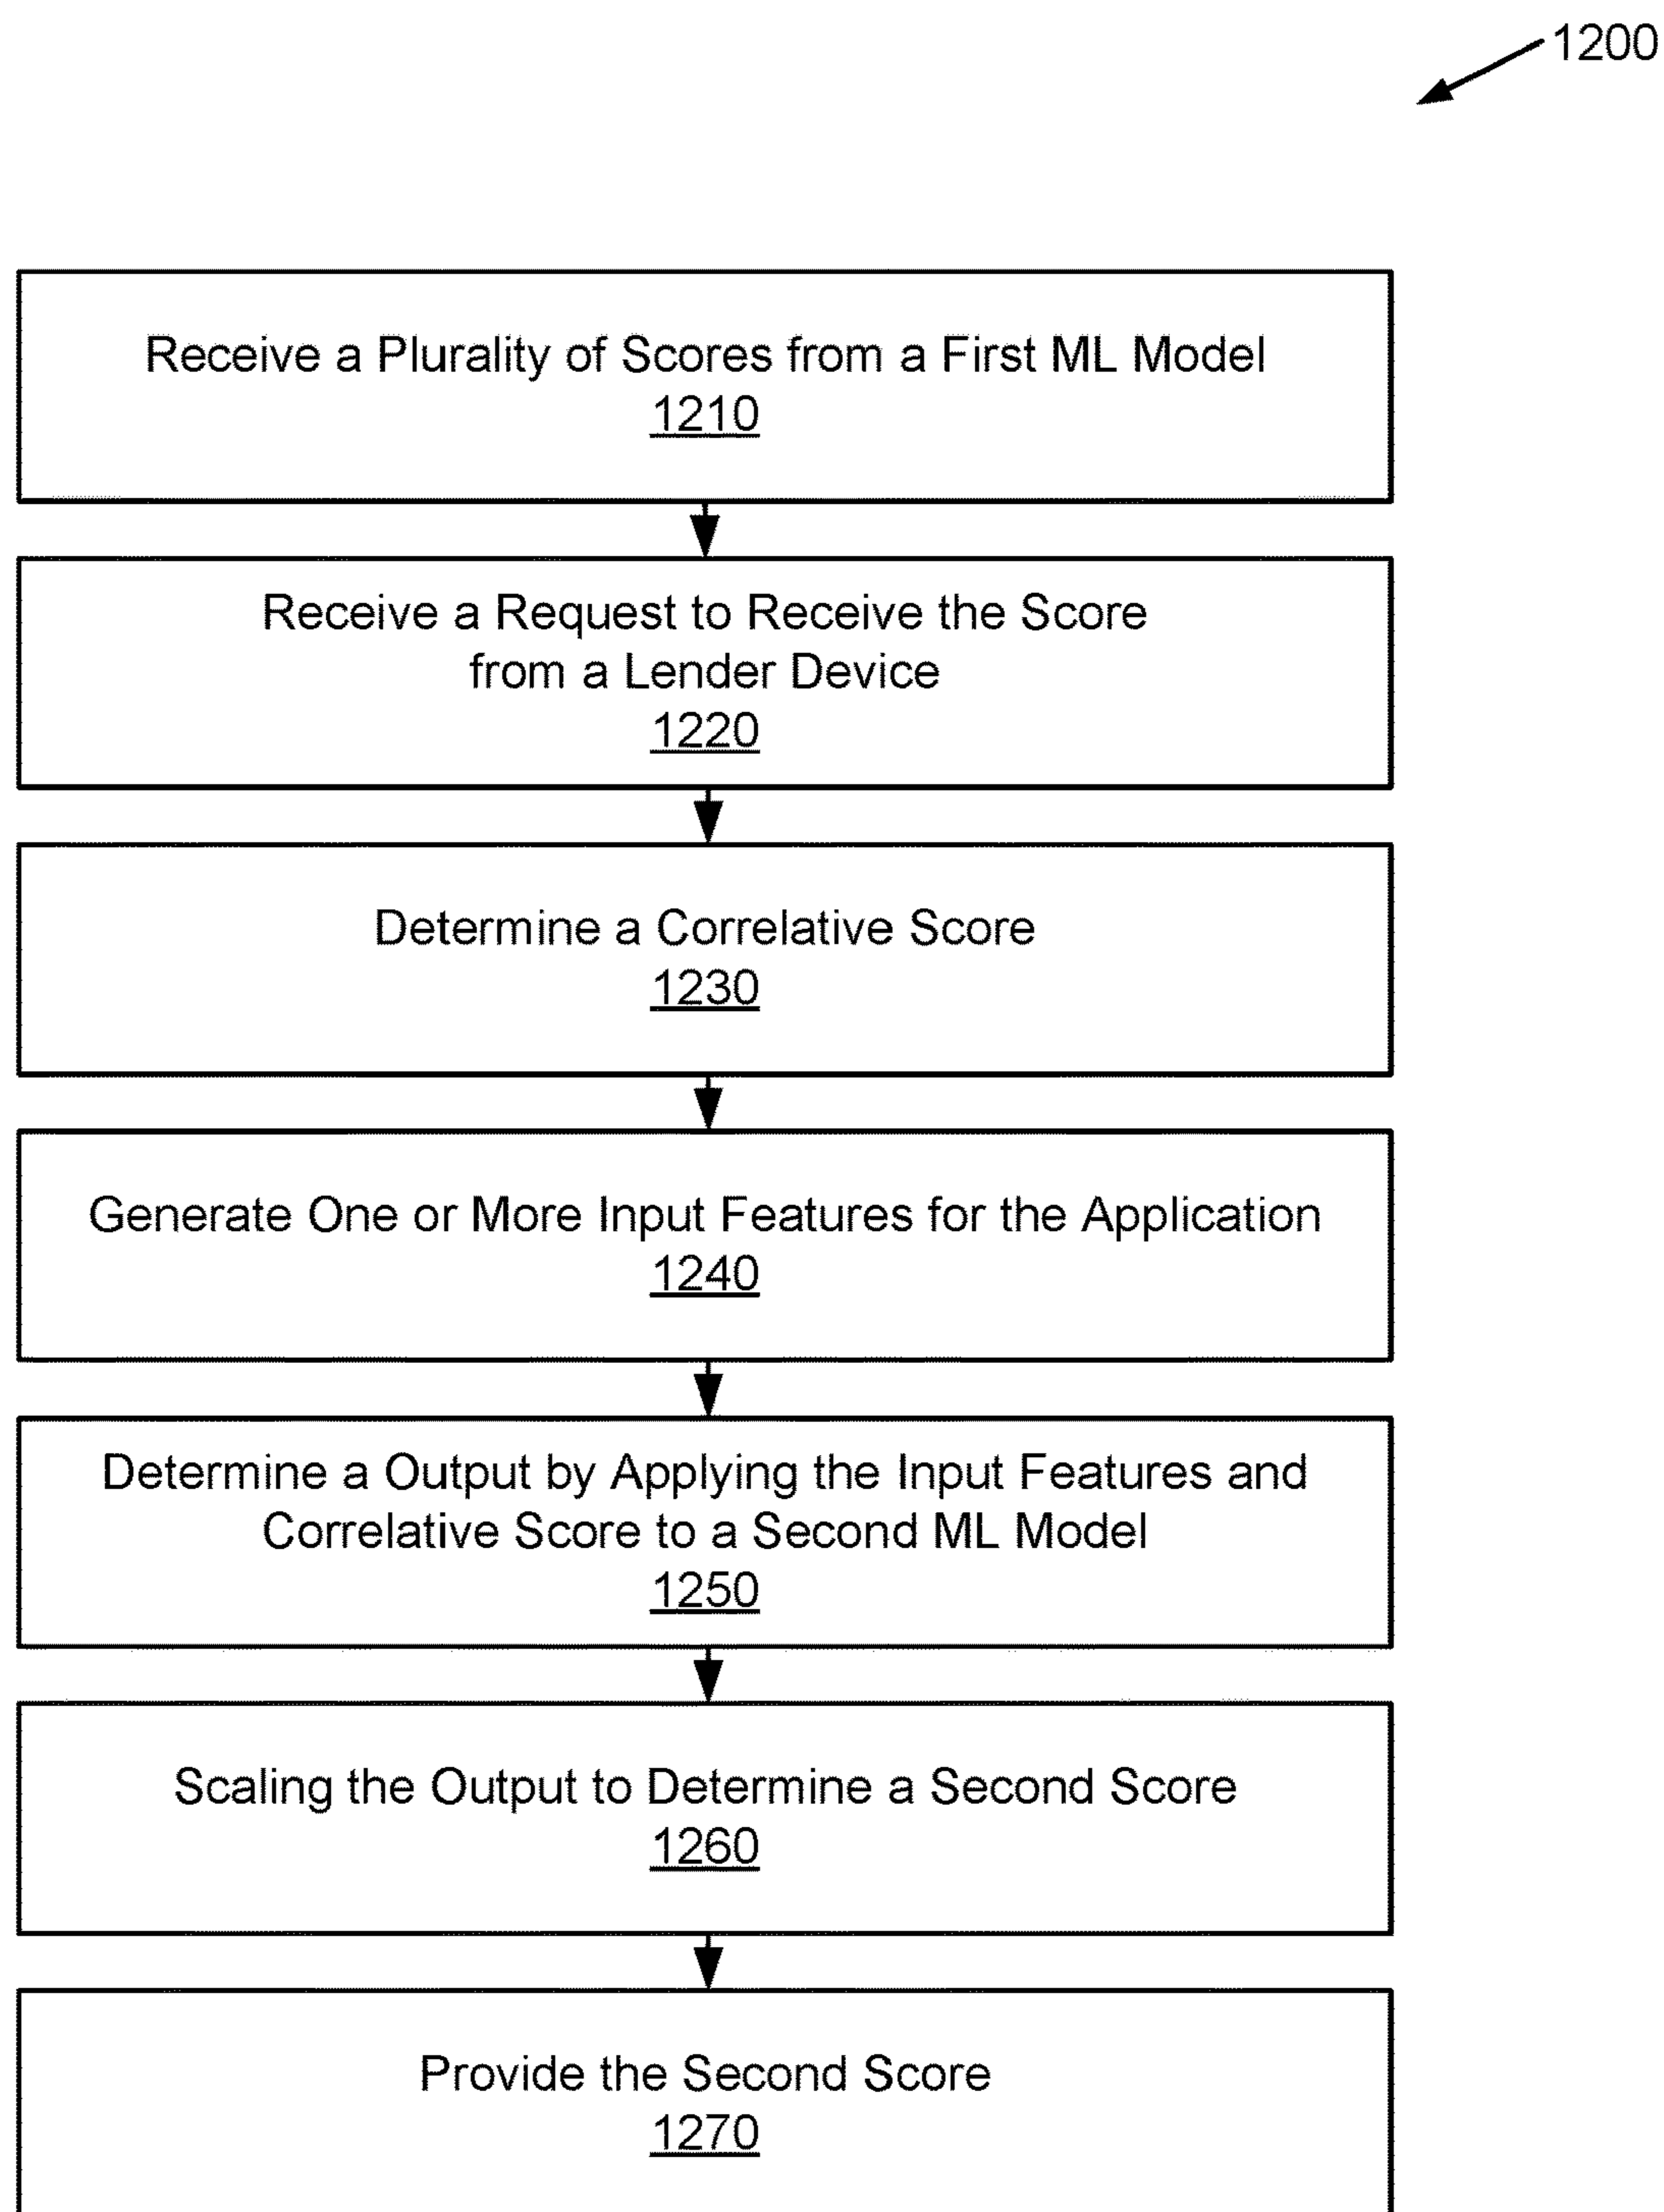 1200
Receive a Plurality of Scores from a First ML Model
1210
Receive a Request to Receive the Score
from a Lender Device
1220
Determine a Correlative Score
1230
Generate One or More Input Features for the Application
1240
Determine a Output by Applying the Input Features and
Correlative Score to a Second ML Model
1250
Scaling the Output to Determine a Second Score
1260
Provide the Second Score
1270